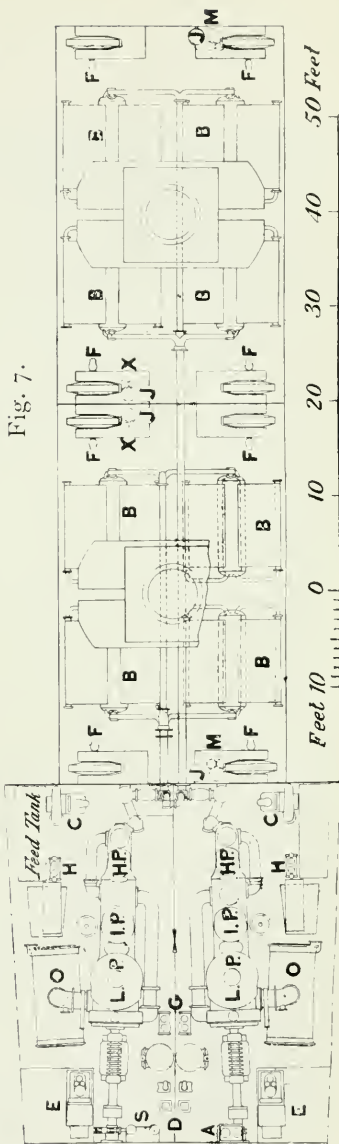 Fig. 7.
Feed Tank
E O H C
L.P. I.P. H.P.
F B B F F B B F
X J J X
S
D G
A L.P. I.P. H.P.
E O H C
J M F B B F F B B F J M
Feet 10 0 10 20 30 40 50 Feet